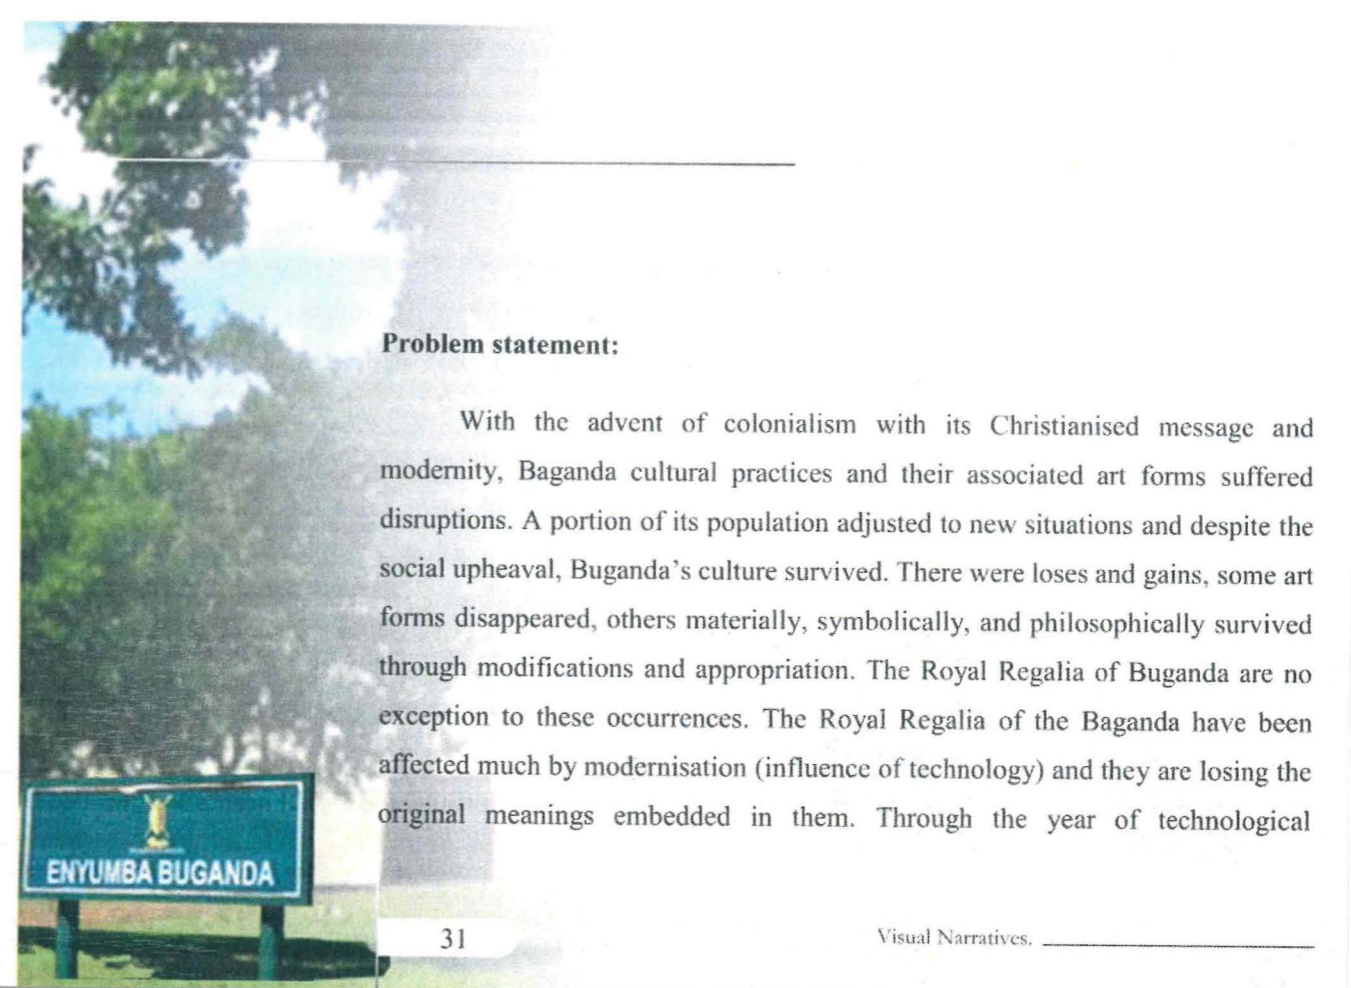 Problem statement:
With the advent of colonialism with its Christianised message and
modernity, Baganda cultural practices and their associated art forms suffered
disruptions. A portion of its population adjusted to new situations and despite the
social upheaval, Buganda's culture survived. There were loses and gains, some art
forms disappeared, others materially, symbolically, and philosophically survived
through modifications and appropriation. The Royal Regalia of Buganda are no
exception to these occurrences. The Royal Regalia of the Baganda have been
affected much by modernisation (influence of technology) and they are losing the
original meanings embedded in them. Through the year of technological
ENYUMBA BUGANDA
31
Visual Narratives.